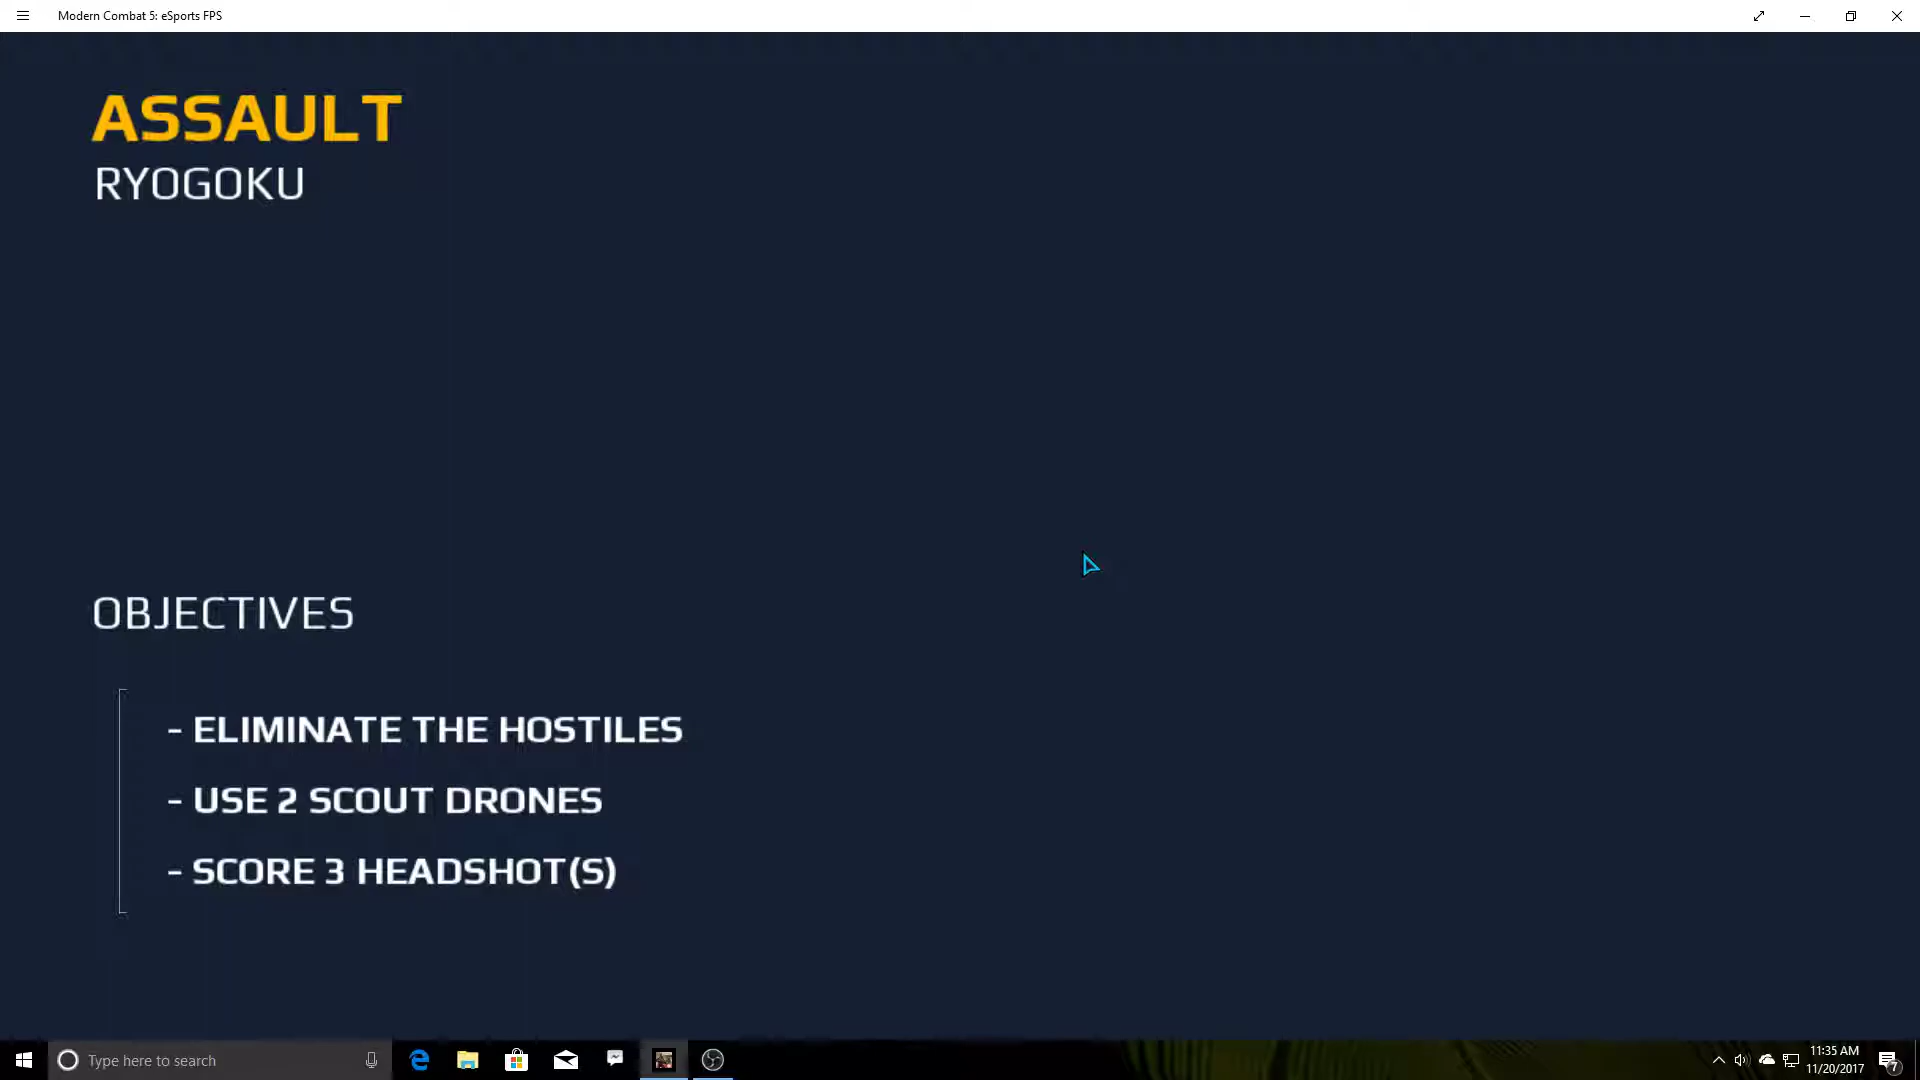 Modern Combat 5: eSports FPS
ASSAULT
RYOGOKU
OBJECTIVES
- ELIMINATE THE HOSTILES
- USE 2 SCOUT DRONES
- SCORE 3 HEADSHOT(S)
Type here to search
11:35 AM
11/20/2017
7